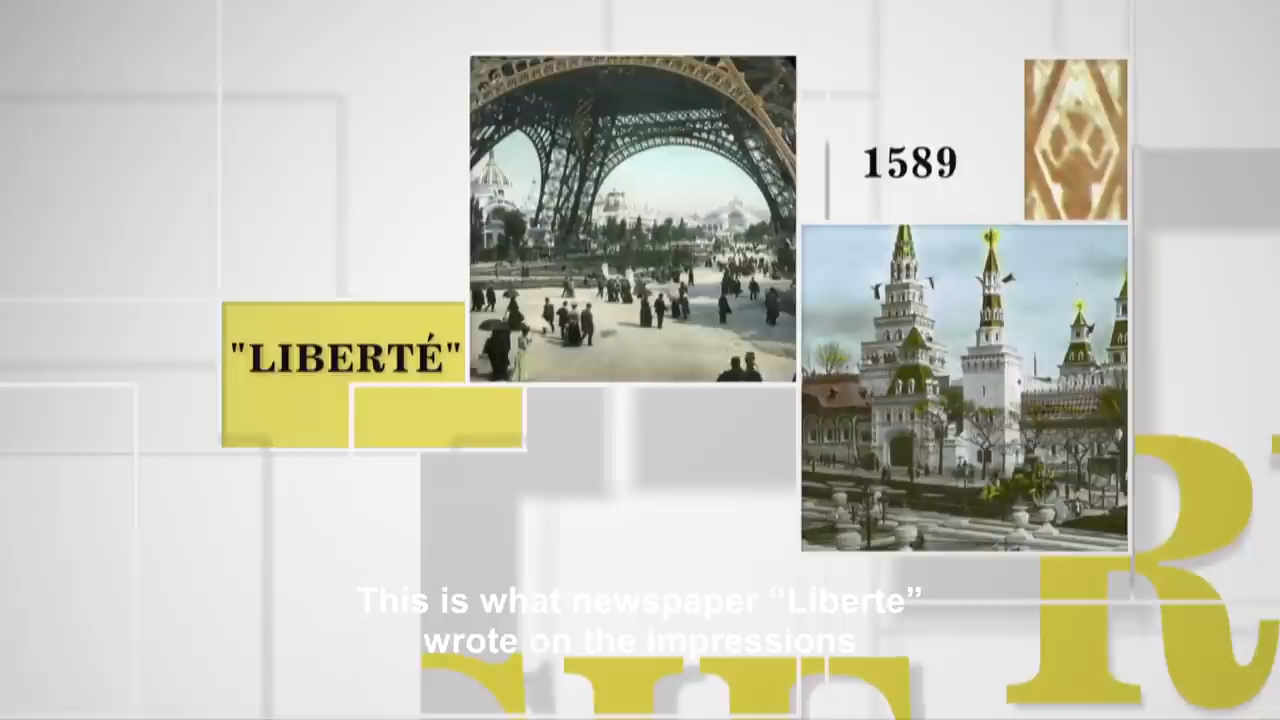 1589
"LIBERTÉ"
R
This is what newspaper “Liberte”
wrote on the impressions